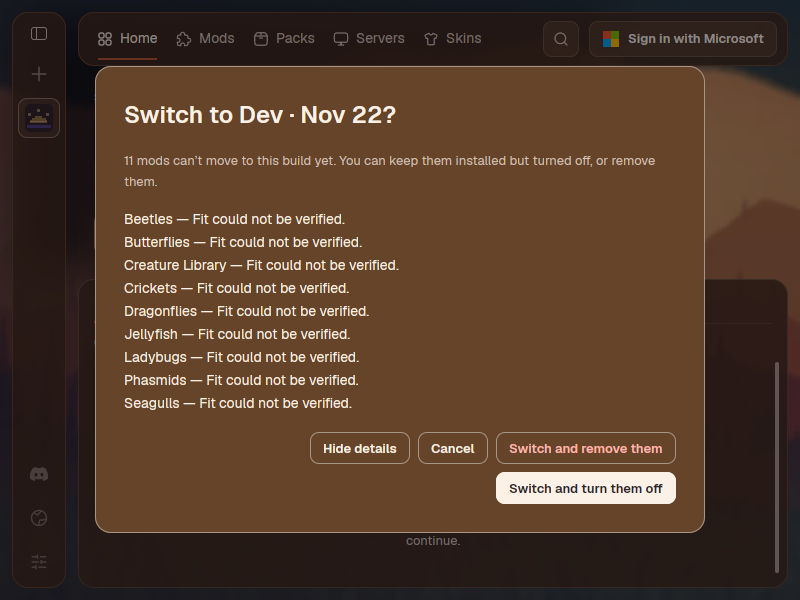 Home
Mods
Packs
Servers
Skins
Sign in with Microsoft
Switch to Dev · Nov 22?
11 mods can't move to this build yet. You can keep them installed but turned off, or remove
them.
Beetles — Fit could not be verified.
Butterflies — Fit could not be verified.
Creature Library — Fit could not be verified.
Crickets — Fit could not be verified.
Dragonflies — Fit could not be verified.
Jellyfish — Fit could not be verified.
Ladybugs — Fit could not be verified.
Phasmids — Fit could not be verified.
Seagulls — Fit could not be verified.
Hide details
Cancel
Switch and remove them
Switch and turn them off
continue.